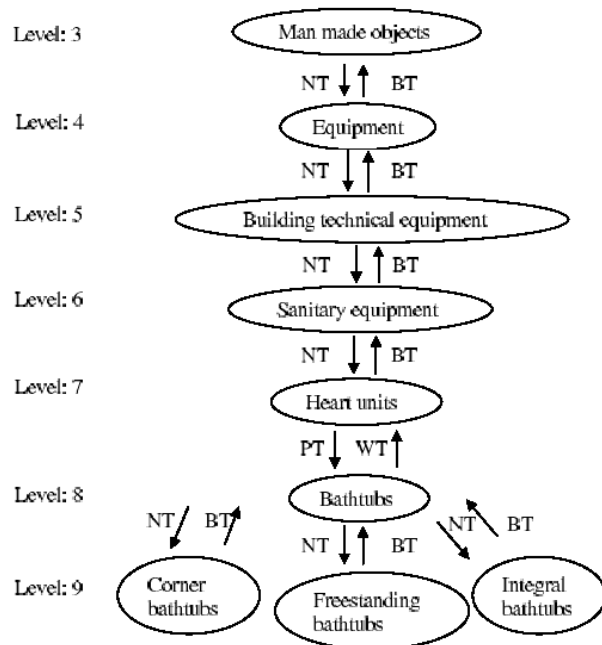 Level: 3
Man made objects
NT BT
Level: 4
Equipment
NT BT
Level: 5
Building technical equipment
NT BT
Level: 6
Sanitary equipment
NT BT
Level: 7
Heart units
PT WT
Level: 8
Bathtubs
NT BT
NT BT
NT BT
Level: 9
Corner
bathtubs
Freestanding
bathtubs
Integral
bathtubs